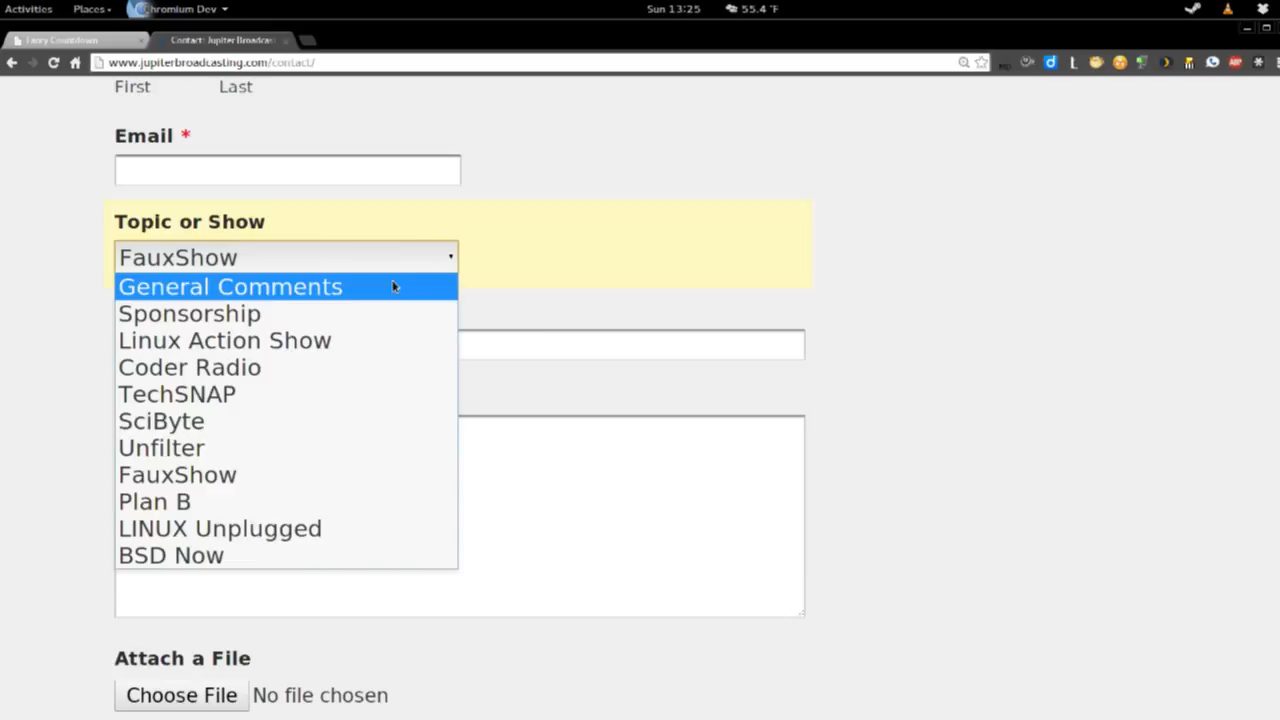 Activities Places Chromium Dev Sun 13:25 55.4 °F
Faory Countdown Contact: Jupiter Broadcas
www.jupiterbroadcasting.com/contact/
First Last
Email *
Topic or Show
FauxShow
General Comments
Sponsorship
Linux Action Show
Coder Radio
TechSNAP
SciByte
Unfilter
FauxShow
Plan B
LINUX Unplugged
BSD Now
Attach a File
Choose File No file chosen